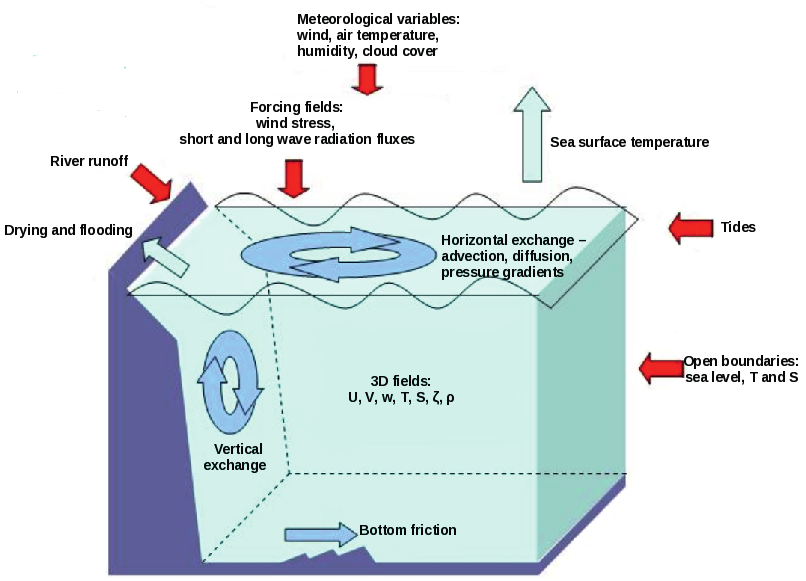 Meteorological variables:
wind, air temperature,
humidity, cloud cover
Forcing fields:
wind stress,
short and long wave radiation fluxes
Sea surface temperature
River runoff
Drying and flooding
Tides
Horizontal exchange –
advection, diffusion,
pressure gradients
Open boundaries:
sea level, T and S
3D fields:
U, V, w, T, S, ζ, ρ
Vertical
exchange
Bottom friction